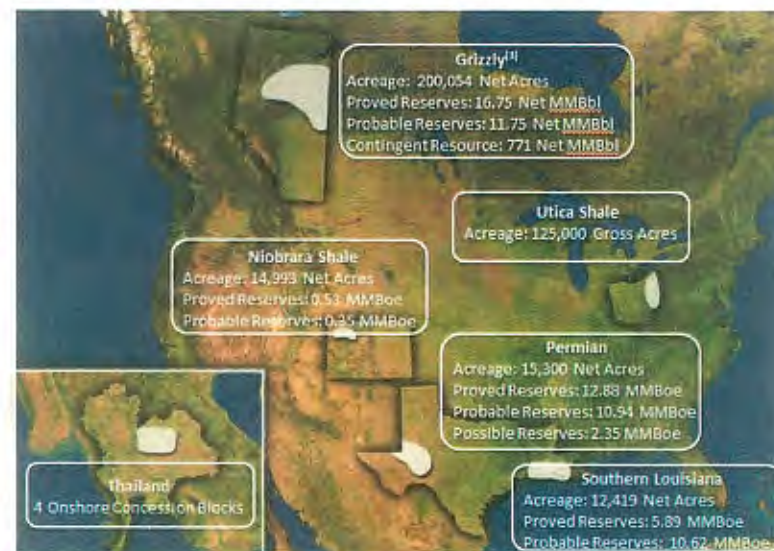 Grizzly[1]
Acreage: 200,054 Net Acres
Proved Reserves: 16.75 Net MMBbl
Probable Reserves: 11.75 Net MMBbl
Contingent Resource: 771 Net MMBbl
Utica Shale
Acreage: 125,000 Gross Acres
Niobrara Shale
Acreage: 14,993 Net Acres
Proved Reserves: 0.53 MMBoe
Probable Reserves: 0.35 MMBoe
Permian
Acreage: 15,300 Net Acres
Proved Reserves: 12.88 MMBoe
Probable Reserves: 10.94 MMBoe
Possible Reserves: 2.35 MMBoe
Thailand
4 Onshore Concession Blocks
Southern Louisiana
Acreage: 12,419 Net Acres
Proved Reserves: 5.89 MMBoe
Probable Reserves: 10.62 MMBoe